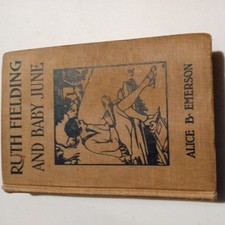 RUTH FIELDING
AND BABY JUNE
ALICE B. EMERSON